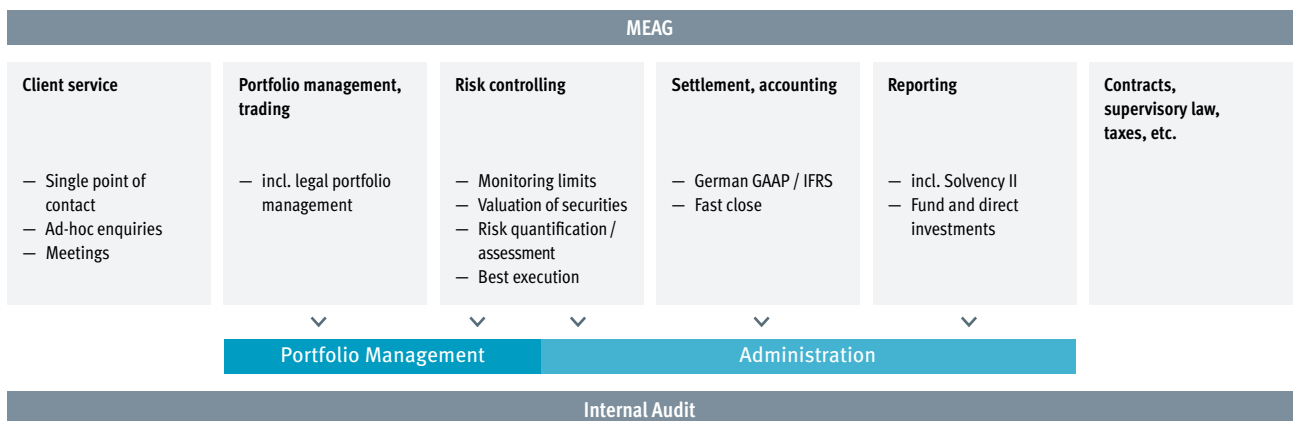 MEAG
Client service
— Single point of
contact
— Ad-hoc enquiries
— Meetings
Portfolio management,
trading
— incl. legal portfolio
management
Risk controlling
— Monitoring limits
— Valuation of securities
— Risk quantification /
assessment
— Best execution
Settlement, accounting
— German GAAP / IFRS
— Fast close
Reporting
— incl. Solvency II
— Fund and direct
investments
Contracts,
supervisory law,
taxes, etc.
Portfolio Management
Administration
Internal Audit